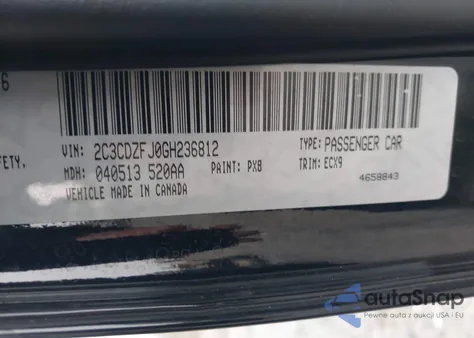 6
FETY.
VIN: 2C3CDZFJ0GH236812
TYPE: PASSENGER CAR
MDH: 040513 520AA
PAINT: PX8
TRIM: ECX9
VEHICLE MADE IN CANADA
4658843
autoSnap
Pewne auta z aukcji USA i EU